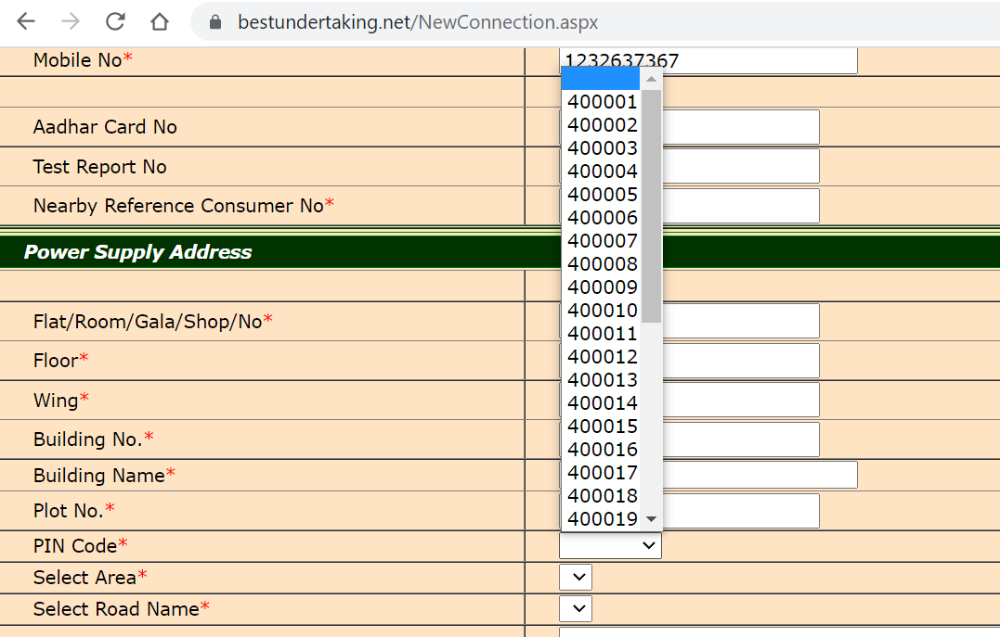 bestundertaking.net/NewConnection.aspx
Mobile No* 1232637367
Aadhar Card No
Test Report No
Nearby Reference Consumer No*
Power Supply Address
Flat/Room/Gala/Shop/No*
Floor*
Wing*
Building No.*
Building Name*
Plot No.*
PIN Code*
Select Area*
Select Road Name*
400001
400002
400003
400004
400005
400006
400007
400008
400009
400010
400011
400012
400013
400014
400015
400016
400017
400018
400019